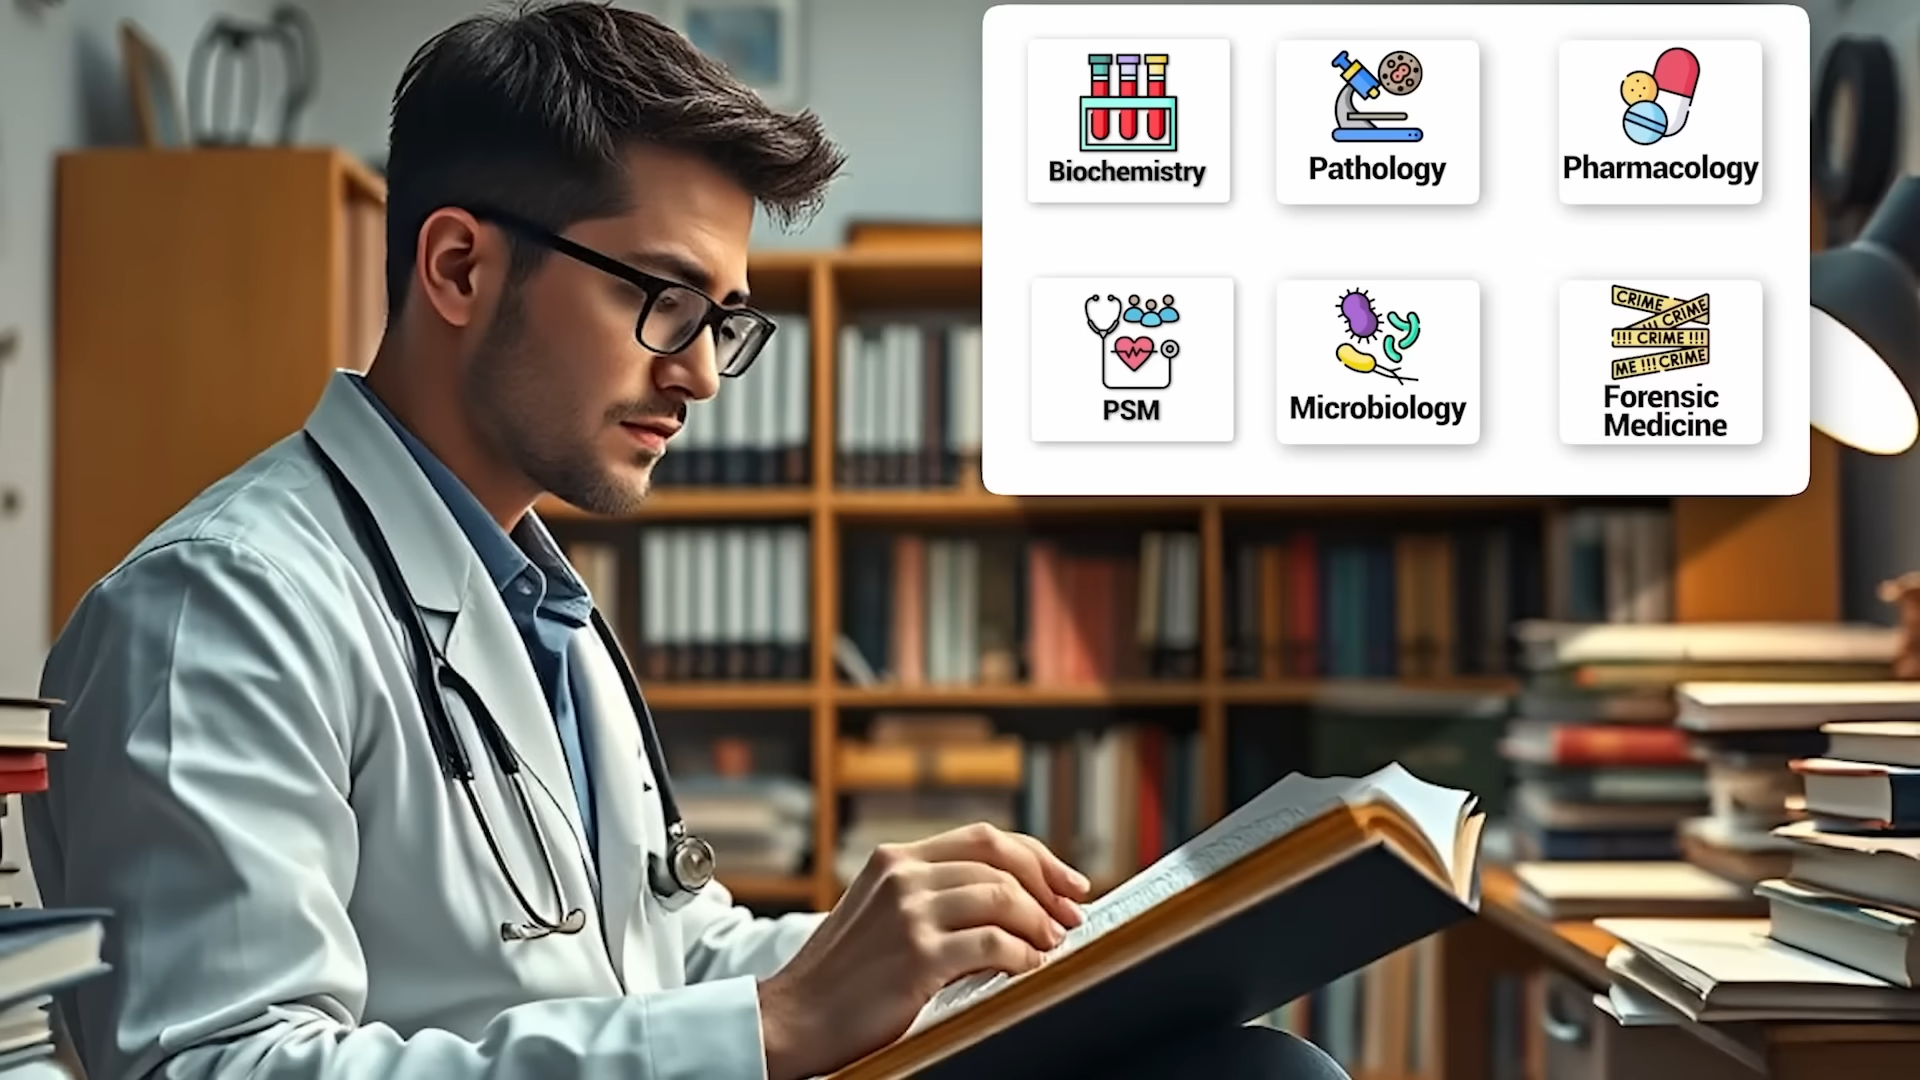 Biochemistry
Pathology
Pharmacology
PSM
Microbiology
CRIME
!!! CRIME
!!! CRIME !!!
ME !!! CRIME
Forensic
Medicine